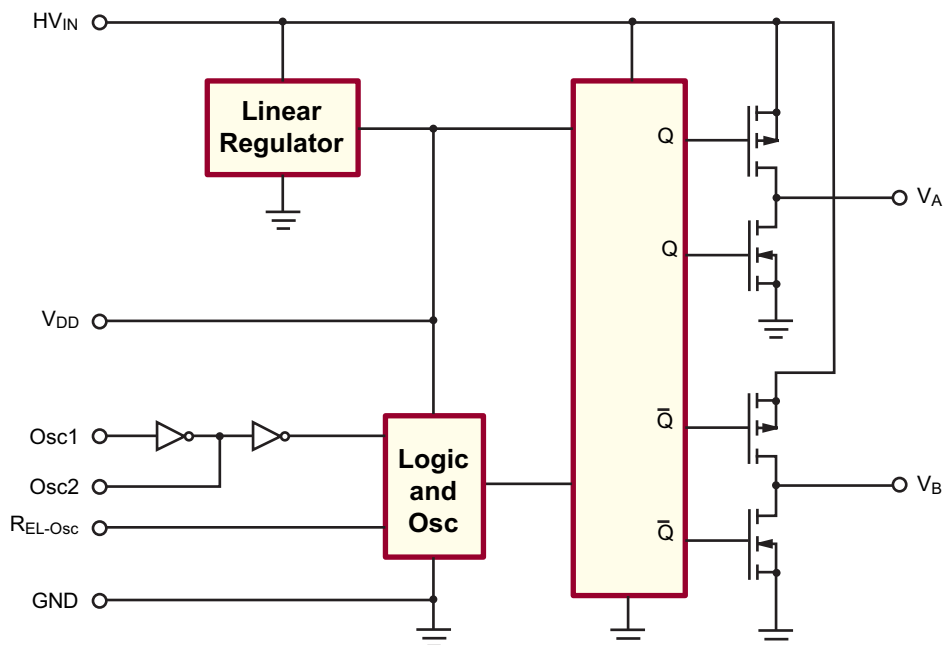 HVIN
Linear
Regulator
Q
VA
Q
VDD
Q̅
Osc1
Logic
and
Osc
Osc2
VB
REL-Osc
Q̅
GND